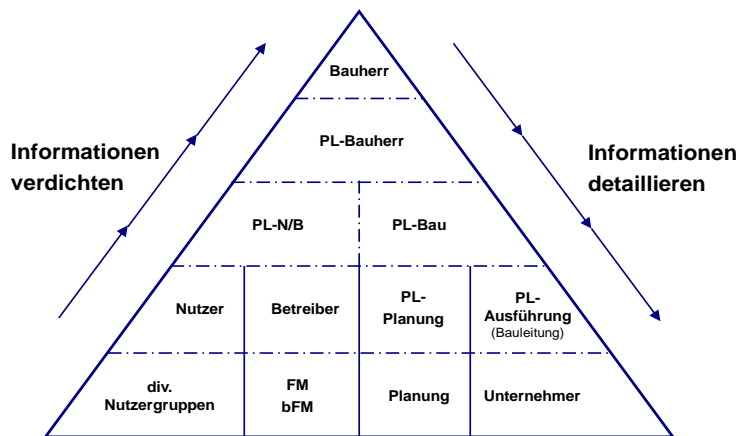 Bauherr
PL-Bauherr
Informationen
verdichten
Informationen
detaillieren
PL-N/B
PL-Bau
Nutzer
Betreiber
PL-
Planung
PL-
Ausführung
(Bauleitung)
div.
Nutzergruppen
FM
bFM
Planung
Unternehmer